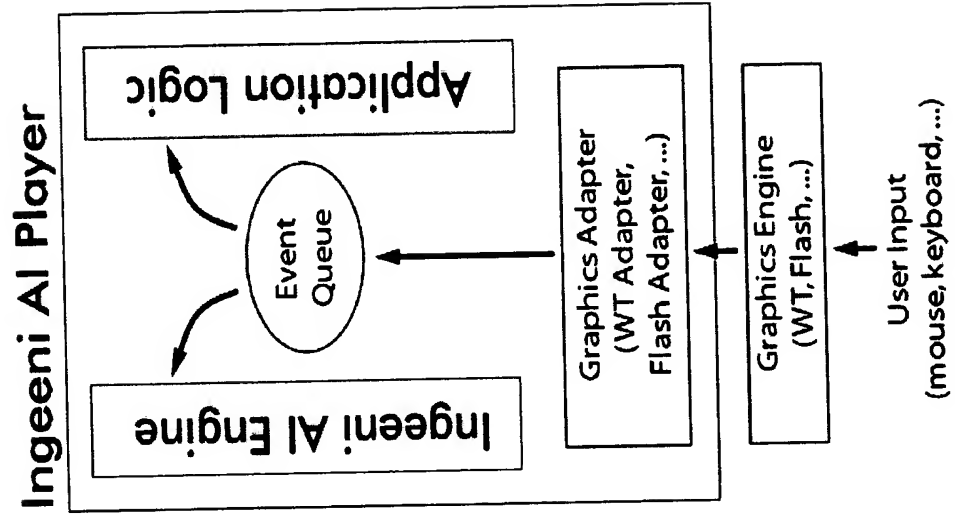 Ingeeni AI Player
Ingeeni AI Engine
Application Logic
Event
Queue
Graphics Adapter
(WT Adapter,
Flash Adapter, ...)
Graphics Engine
(WT, Flash, ...)
User Input
(mouse, keyboard, ...)